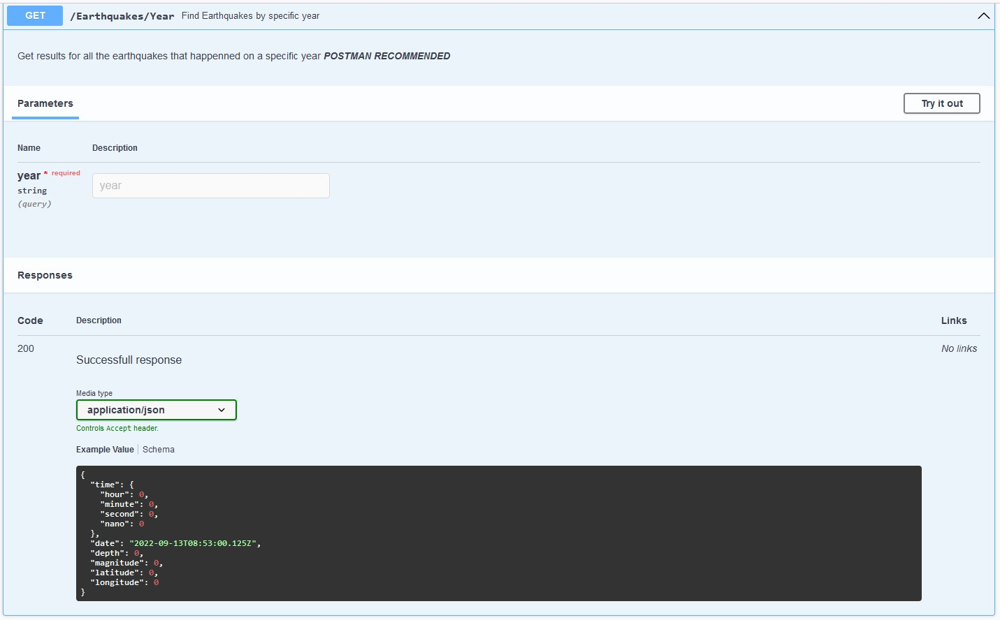 GET /Earthquakes/Year Find Earthquakes by specific year
Get results for all the earthquakes that happenned on a specific year POSTMAN RECOMMENDED
Parameters Try it out
Name Description
year * required year
string
(query)
Responses
Code Description Links
200 No links
Successfull response
Media type
application/json
Controls Accept header.
Example Value Schema
{
  "time": {
    "hour": 0,
    "minute": 0,
    "second": 0,
    "nano": 0
  },
  "date": "2022-09-13T08:53:00.125Z",
  "depth": 0,
  "magnitude": 0,
  "latitude": 0,
  "longitude": 0
}